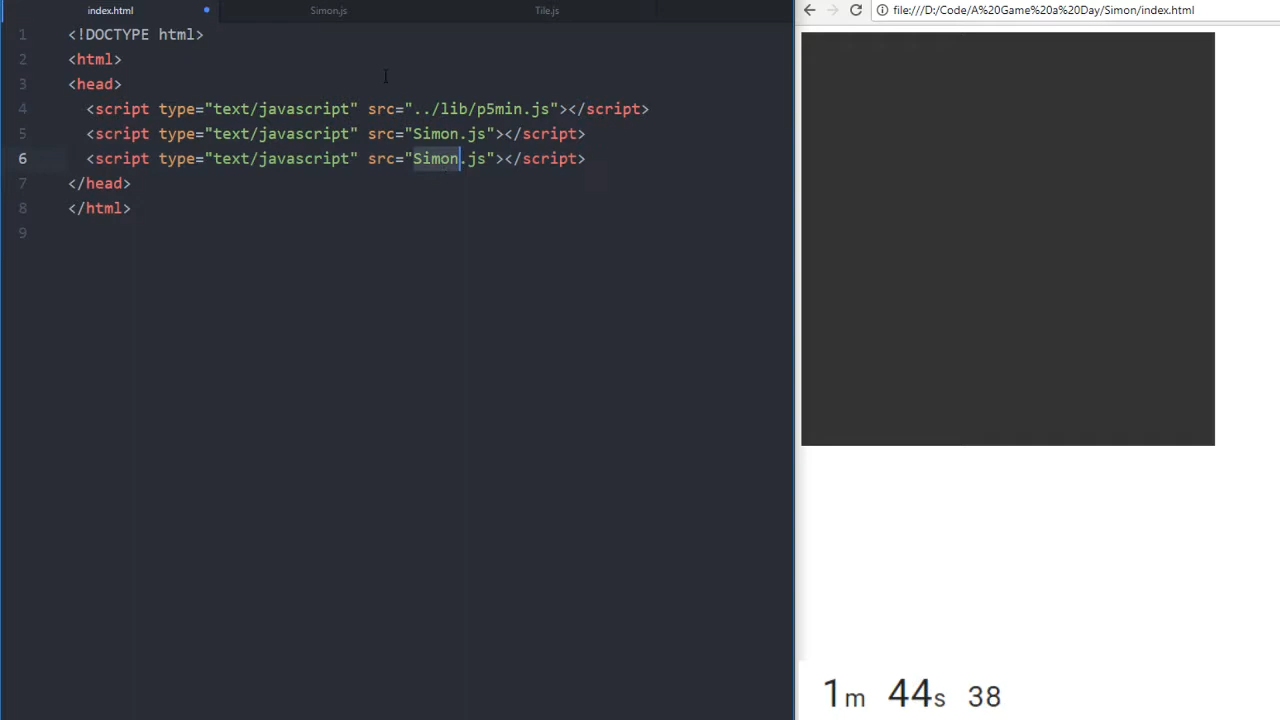 index.html
Simon.js
Tile.js
file:///D:/Code/A%20Game%20a%20Day/Simon/index.html
1 <!DOCTYPE html>
2 <html>
3 <head>
4 <script type="text/javascript" src="../lib/p5min.js"></script>
5 <script type="text/javascript" src="Simon.js"></script>
6 <script type="text/javascript" src="Simon.js"></script>
7 </head>
8 </html>
9
1m 44s 38